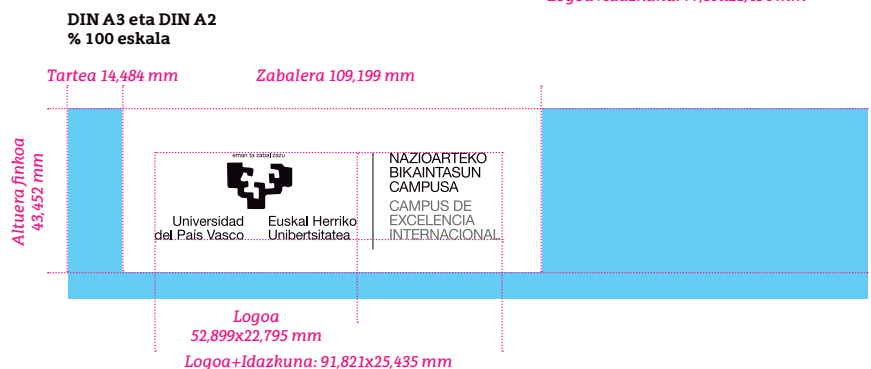 DIN A3 eta DIN A2
% 100 eskala
Tartea 14,484 mm
Zabalera 109,199 mm
Altuera finkoa
43,452 mm
eman ta zabal zazu
Universidad
del País Vasco
Euskal Herriko
Unibertsitatea
NAZIOARTEKO
BIKAINTASUN
CAMPUSA
CAMPUS DE
EXCELENCIA
INTERNACIONAL
Logoa
52,899x22,795 mm
Logoa+Idazkuna: 91,821x25,435 mm